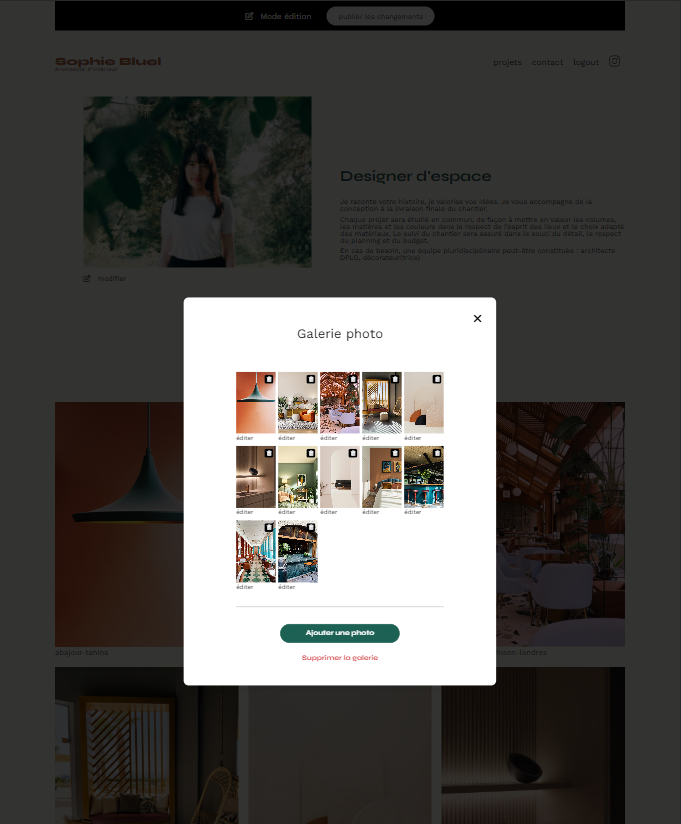 Mode édition
publier les changements
Sophie Bluel
Architecte d'intérieur
projets
contact
logout
Designer d'espace
Je raconte votre histoire, je valorise vos idées. Je vous accompagne de la
conception à la livraison finale du chantier.
Chaque projet sera étudié en commun, de façon à mettre en valeur les volumes,
les matières et les couleurs dans le respect de l'esprit des lieux et le choix adapté
des matériaux. Le suivi du chantier sera assuré dans le souci du détail, le respect
du planning et du budget.
En cas de besoin, une équipe pluridisciplinaire peut-être constituée : architecte
DPLG, décorateur(trice)
modifier
Galerie photo
éditer
éditer
éditer
éditer
éditer
éditer
éditer
éditer
éditer
éditer
éditer
éditer
Ajouter une photo
Supprimer la galerie
abajour-tahina
-londres